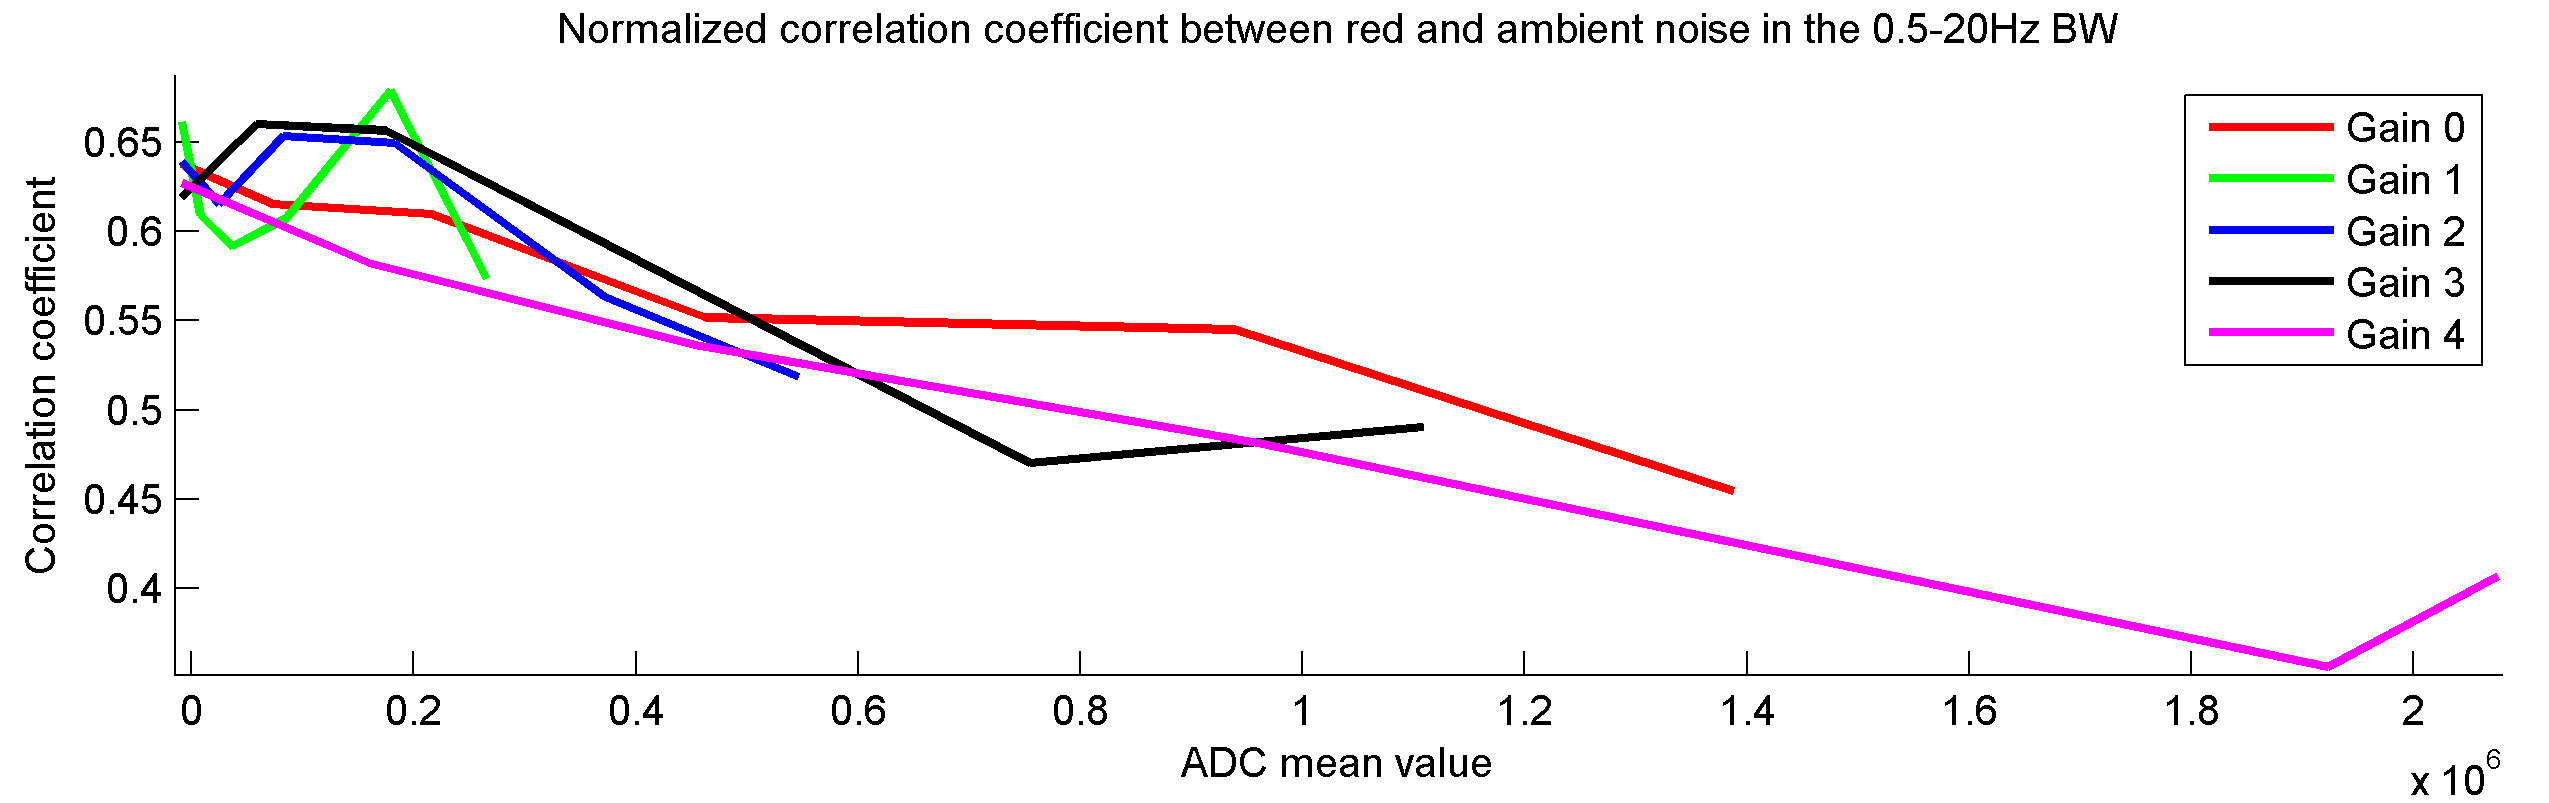 Normalized correlation coefficient between red and ambient noise in the 0.5-20Hz BW
Correlation coefficient
0.65
0.6
0.55
0.5
0.45
0.4
Gain 0
Gain 1
Gain 2
Gain 3
Gain 4
0 0.2 0.4 0.6 0.8 1 1.2 1.4 1.6 1.8 2
ADC mean value
x 10^6